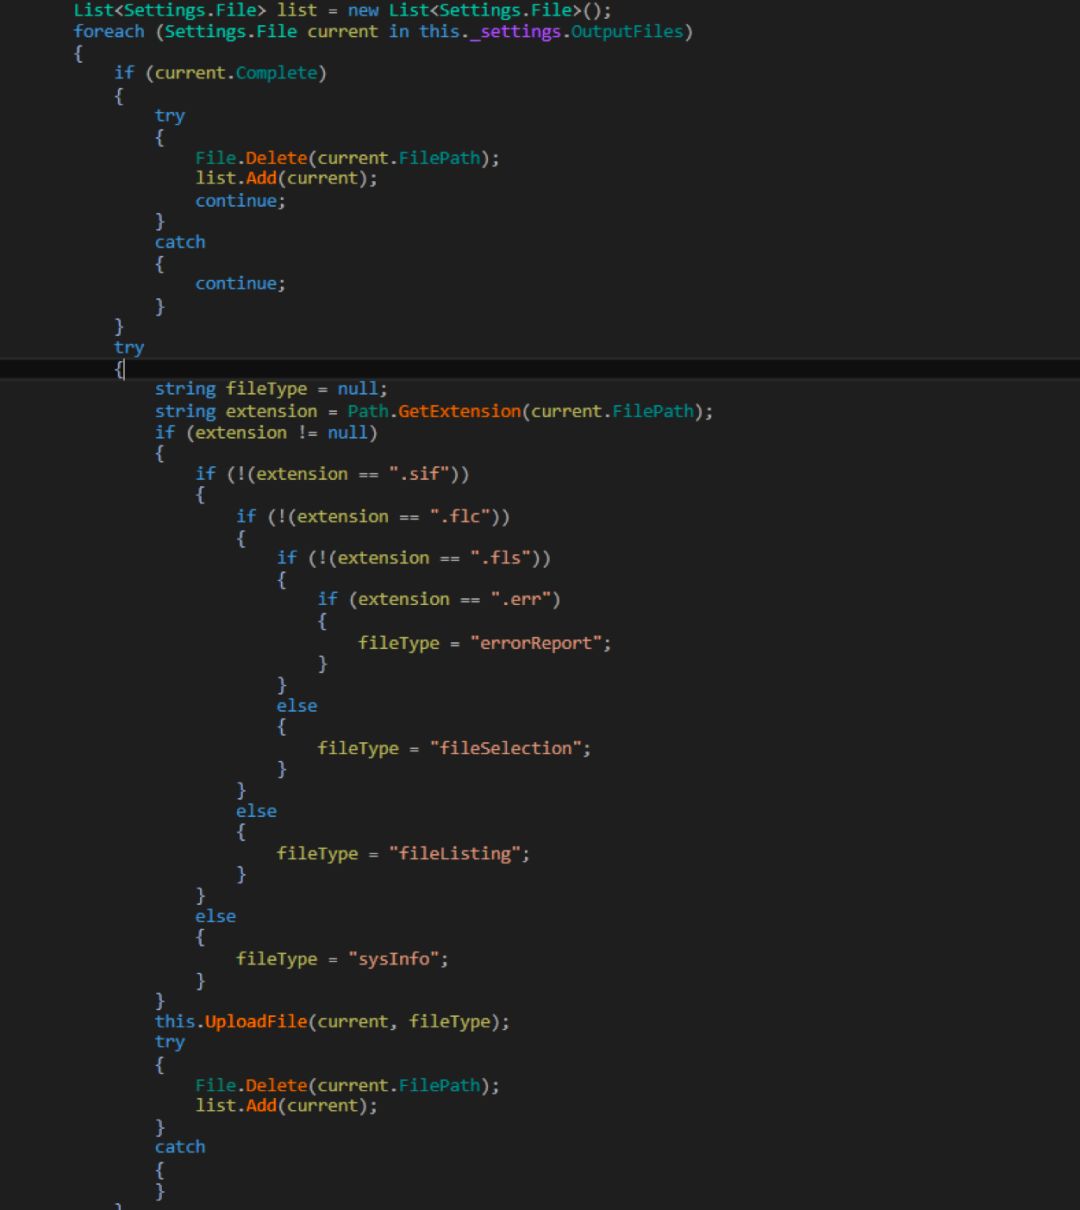 List<Settings.File> list = new List<Settings.File>();
foreach (Settings.File current in this._settings.OutputFiles)
{
    if (current.Complete)
    {
        try
        {
            File.Delete(current.FilePath);
            list.Add(current);
            continue;
        }
        catch
        {
            continue;
        }
    }
    try
    {
        string fileType = null;
        string extension = Path.GetExtension(current.FilePath);
        if (extension != null)
        {
            if (!(extension == ".sif"))
            {
                if (!(extension == ".flc"))
                {
                    if (!(extension == ".fls"))
                    {
                        if (extension == ".err")
                        {
                            fileType = "errorReport";
                        }
                    }
                    else
                    {
                        fileType = "fileSelection";
                    }
                }
                else
                {
                    fileType = "fileListing";
                }
            }
            else
            {
                fileType = "sysInfo";
            }
        }
        this.UploadFile(current, fileType);
        try
        {
            File.Delete(current.FilePath);
            list.Add(current);
        }
        catch
        {
        }
    }